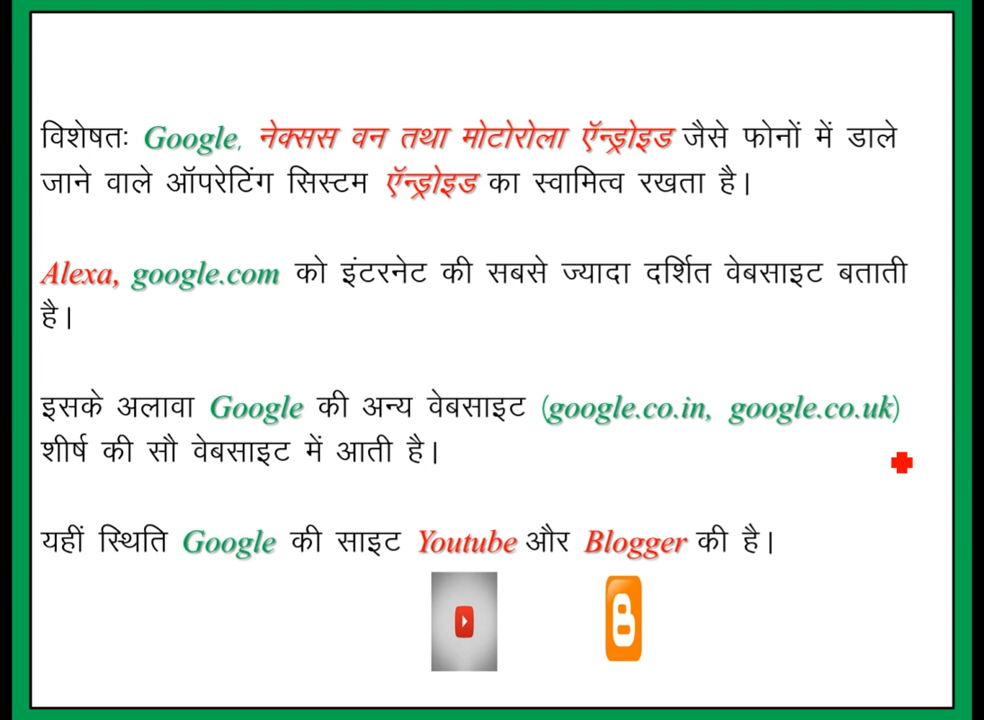 विशेषतः Google, नेक्सस वन तथा मोटोरोला ऍन्ड्रोइड जैसे फोनों में डाले
जाने वाले ऑपरेटिंग सिस्टम ऍन्ड्रोइड का स्वामित्व रखता है।
Alexa, google.com को इंटरनेट की सबसे ज्यादा दर्शित वेबसाइट बताती
है।
इसके अलावा Google की अन्य वेबसाइट (google.co.in, google.co.uk)
शीर्ष की सौ वेबसाइट में आती है।
यहीं स्थिति Google की साइट Youtube और Blogger की है।